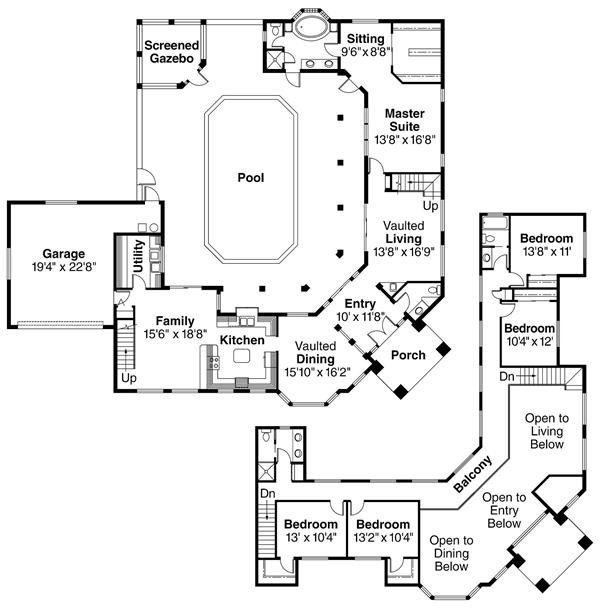 Screened
Gazebo
Sitting
9'6" x 8'8"
Master
Suite
13'8" x 16'8"
Pool
Up
Vaulted
Living
13'8" x 16'9"
Garage
19'4" x 22'8"
Utility
Family
15'6" x 18'8"
Up
Kitchen
Entry
10' x 11'8"
Vaulted
Dining
15'10" x 16'2"
Porch
Bedroom
13'8" x 11'
Bedroom
10'4" x 12'
Dn
Open to
Living
Below
Balcony
Open to
Entry
Below
Open to
Dining
Below
Dn
Bedroom
13' x 10'4"
Bedroom
13'2" x 10'4"